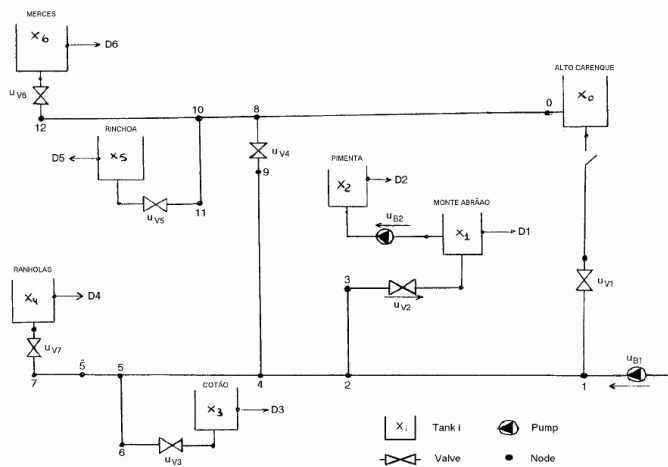 MERCES
X6
D6
uV6
12
10
8
0
ALTO CARENQUE
X0
RINCHOA
X5
D5
uV5
11
uV4
9
PIMENTA
X2
D2
uB2
MONTE ABRÂAO
X1
D1
3
uV2
uV1
RANHOLAS
X4
D4
uV7
7
5̄
5
4
2
1
uB1
COTÁO
X3
D3
6
uV3
Xi
Tank i
Pump
Valve
Node